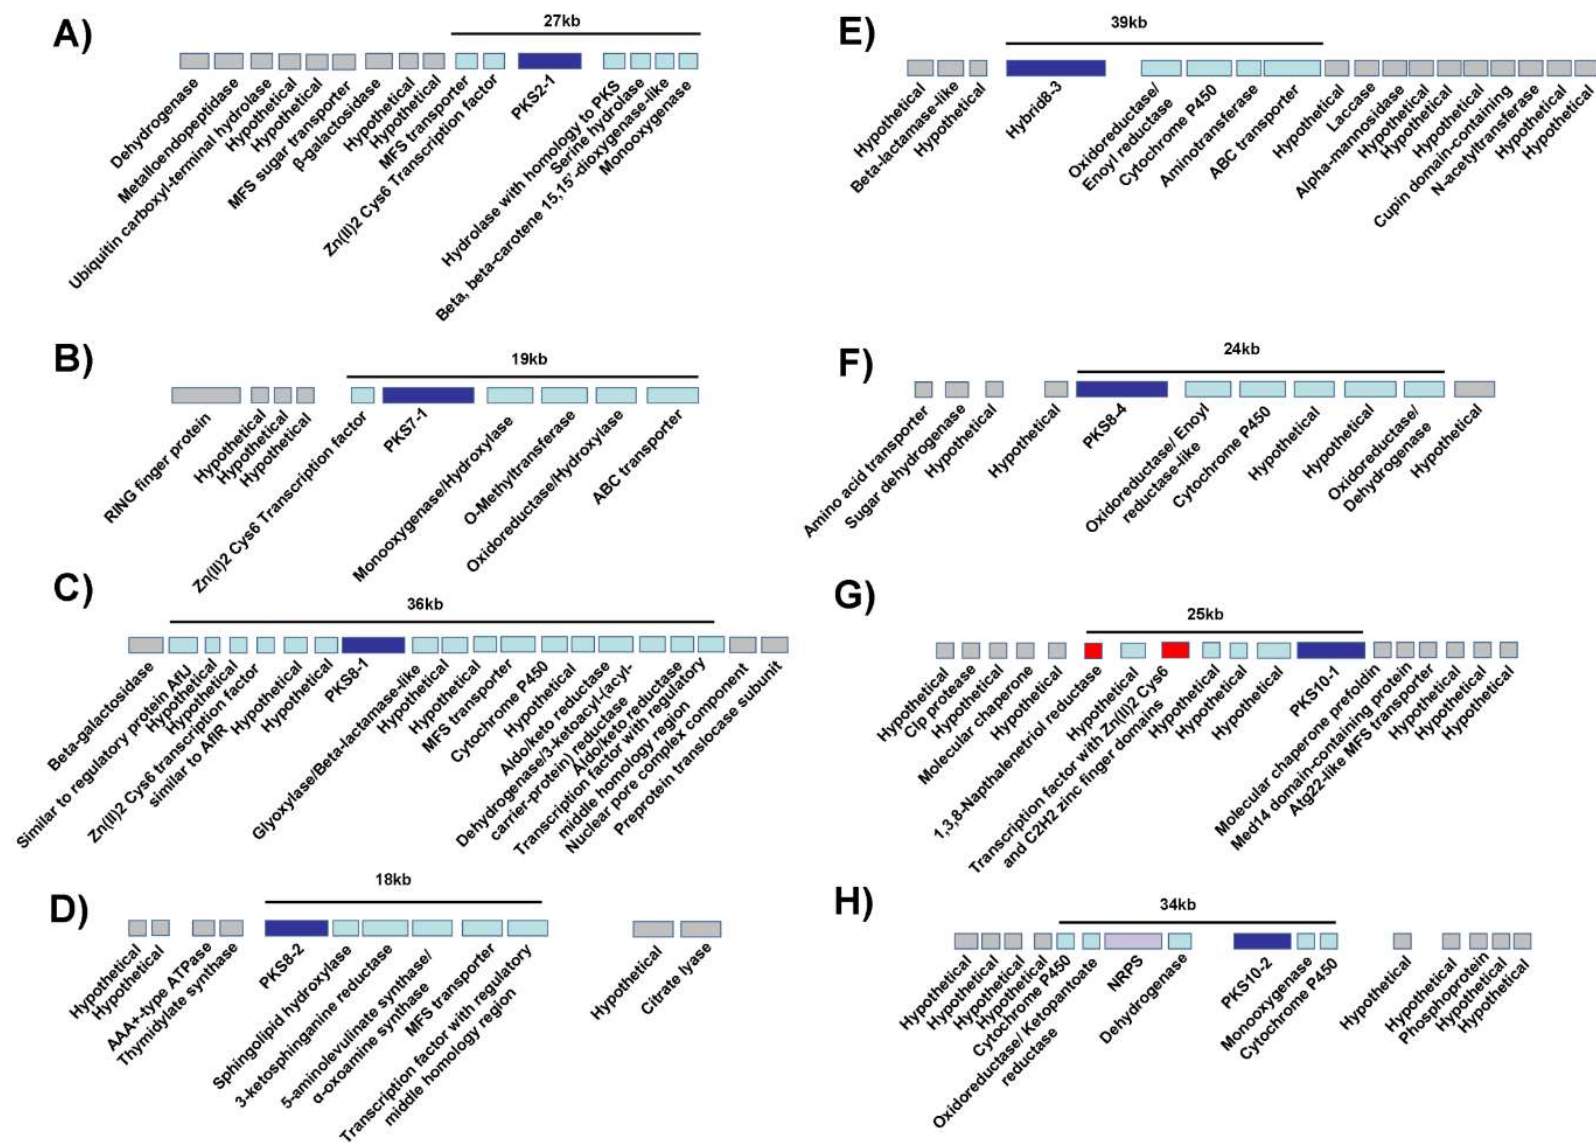 A)
27kb
Dehydrogenase
Metalloendopeptidase
Ubiquitin carboxyl-terminal hydrolase
Hypothetical
Hypothetical
MFS sugar transporter
β-galactosidase
Hypothetical
Hypothetical
MFS transporter
Zn(II)2 Cys6 Transcription factor
PKS2-1
Hydrolase with homology to PKS
Serine hydrolase
Beta, beta-carotene 15,15'-dioxygenase-like
Monooxygenase
B)
19kb
RING finger protein
Hypothetical
Hypothetical
Hypothetical
Zn(II)2 Cys6 Transcription factor
PKS7-1
Monooxygenase/Hydroxylase
O-Methyltransferase
Oxidoreductase/Hydroxylase
ABC transporter
C)
36kb
Beta-galactosidase
Similar to regulatory protein AflJ
Hypothetical
Hypothetical
Zn(II)2 Cys6 transcription factor
similar to AflR
Hypothetical
Hypothetical
PKS8-1
Glyoxylase/Beta-lactamase-like
Hypothetical
Hypothetical
MFS transporter
Cytochrome P450
Hypothetical
Aldo/keto reductase
Dehydrogenase/3-ketoacyl-(acyl-
carrier-protein) reductase
Aldo/keto reductase
Transcription factor with regulatory
middle homology region
Nuclear pore complex component
Preprotein translocase subunit
D)
18kb
Hypothetical
Hypothetical
AAA+-type ATPase
Thymidylate synthase
PKS8-2
Sphingolipid hydroxylase
3-ketosphinganine reductase
5-aminolevulinate synthase/
α-oxoamine synthase
MFS transporter
Transcription factor with regulatory
middle homology region
Hypothetical
Citrate lyase
E)
39kb
Hypothetical
Beta-lactamase-like
Hypothetical
Hybrid8-3
Oxidoreductase/
Enoyl reductase
Cytochrome P450
Aminotransferase
ABC transporter
Hypothetical
Laccase
Alpha-mannosidase
Hypothetical
Hypothetical
Hypothetical
Cupin domain-containing
N-acetyltransferase
Hypothetical
Hypothetical
F)
24kb
Amino acid transporter
Sugar dehydrogenase
Hypothetical
Hypothetical
PKS8-4
Oxidoreductase/ Enoyl
reductase-like
Cytochrome P450
Hypothetical
Hypothetical
Oxidoreductase/
Dehydrogenase
Hypothetical
G)
25kb
Hypothetical
Clp protease
Hypothetical
Molecular chaperone
Hypothetical
1,3,8-Napthalenetriol reductase
Hypothetical
Transcription factor with Zn(II)2 Cys6
and C2H2 zinc finger domains
Hypothetical
Hypothetical
Hypothetical
PKS10-1
Molecular chaperone prefoldin
Med14 domain-containing protein
Atg22-like MFS transporter
Hypothetical
Hypothetical
Hypothetical
H)
34kb
Hypothetical
Hypothetical
Hypothetical
Hypothetical
Cytochrome P450
Oxidoreductase/ Ketopantoate
reductase
NRPS
Dehydrogenase
PKS10-2
Monooxygenase
Cytochrome P450
Hypothetical
Hypothetical
Phosphoprotein
Hypothetical
Hypothetical